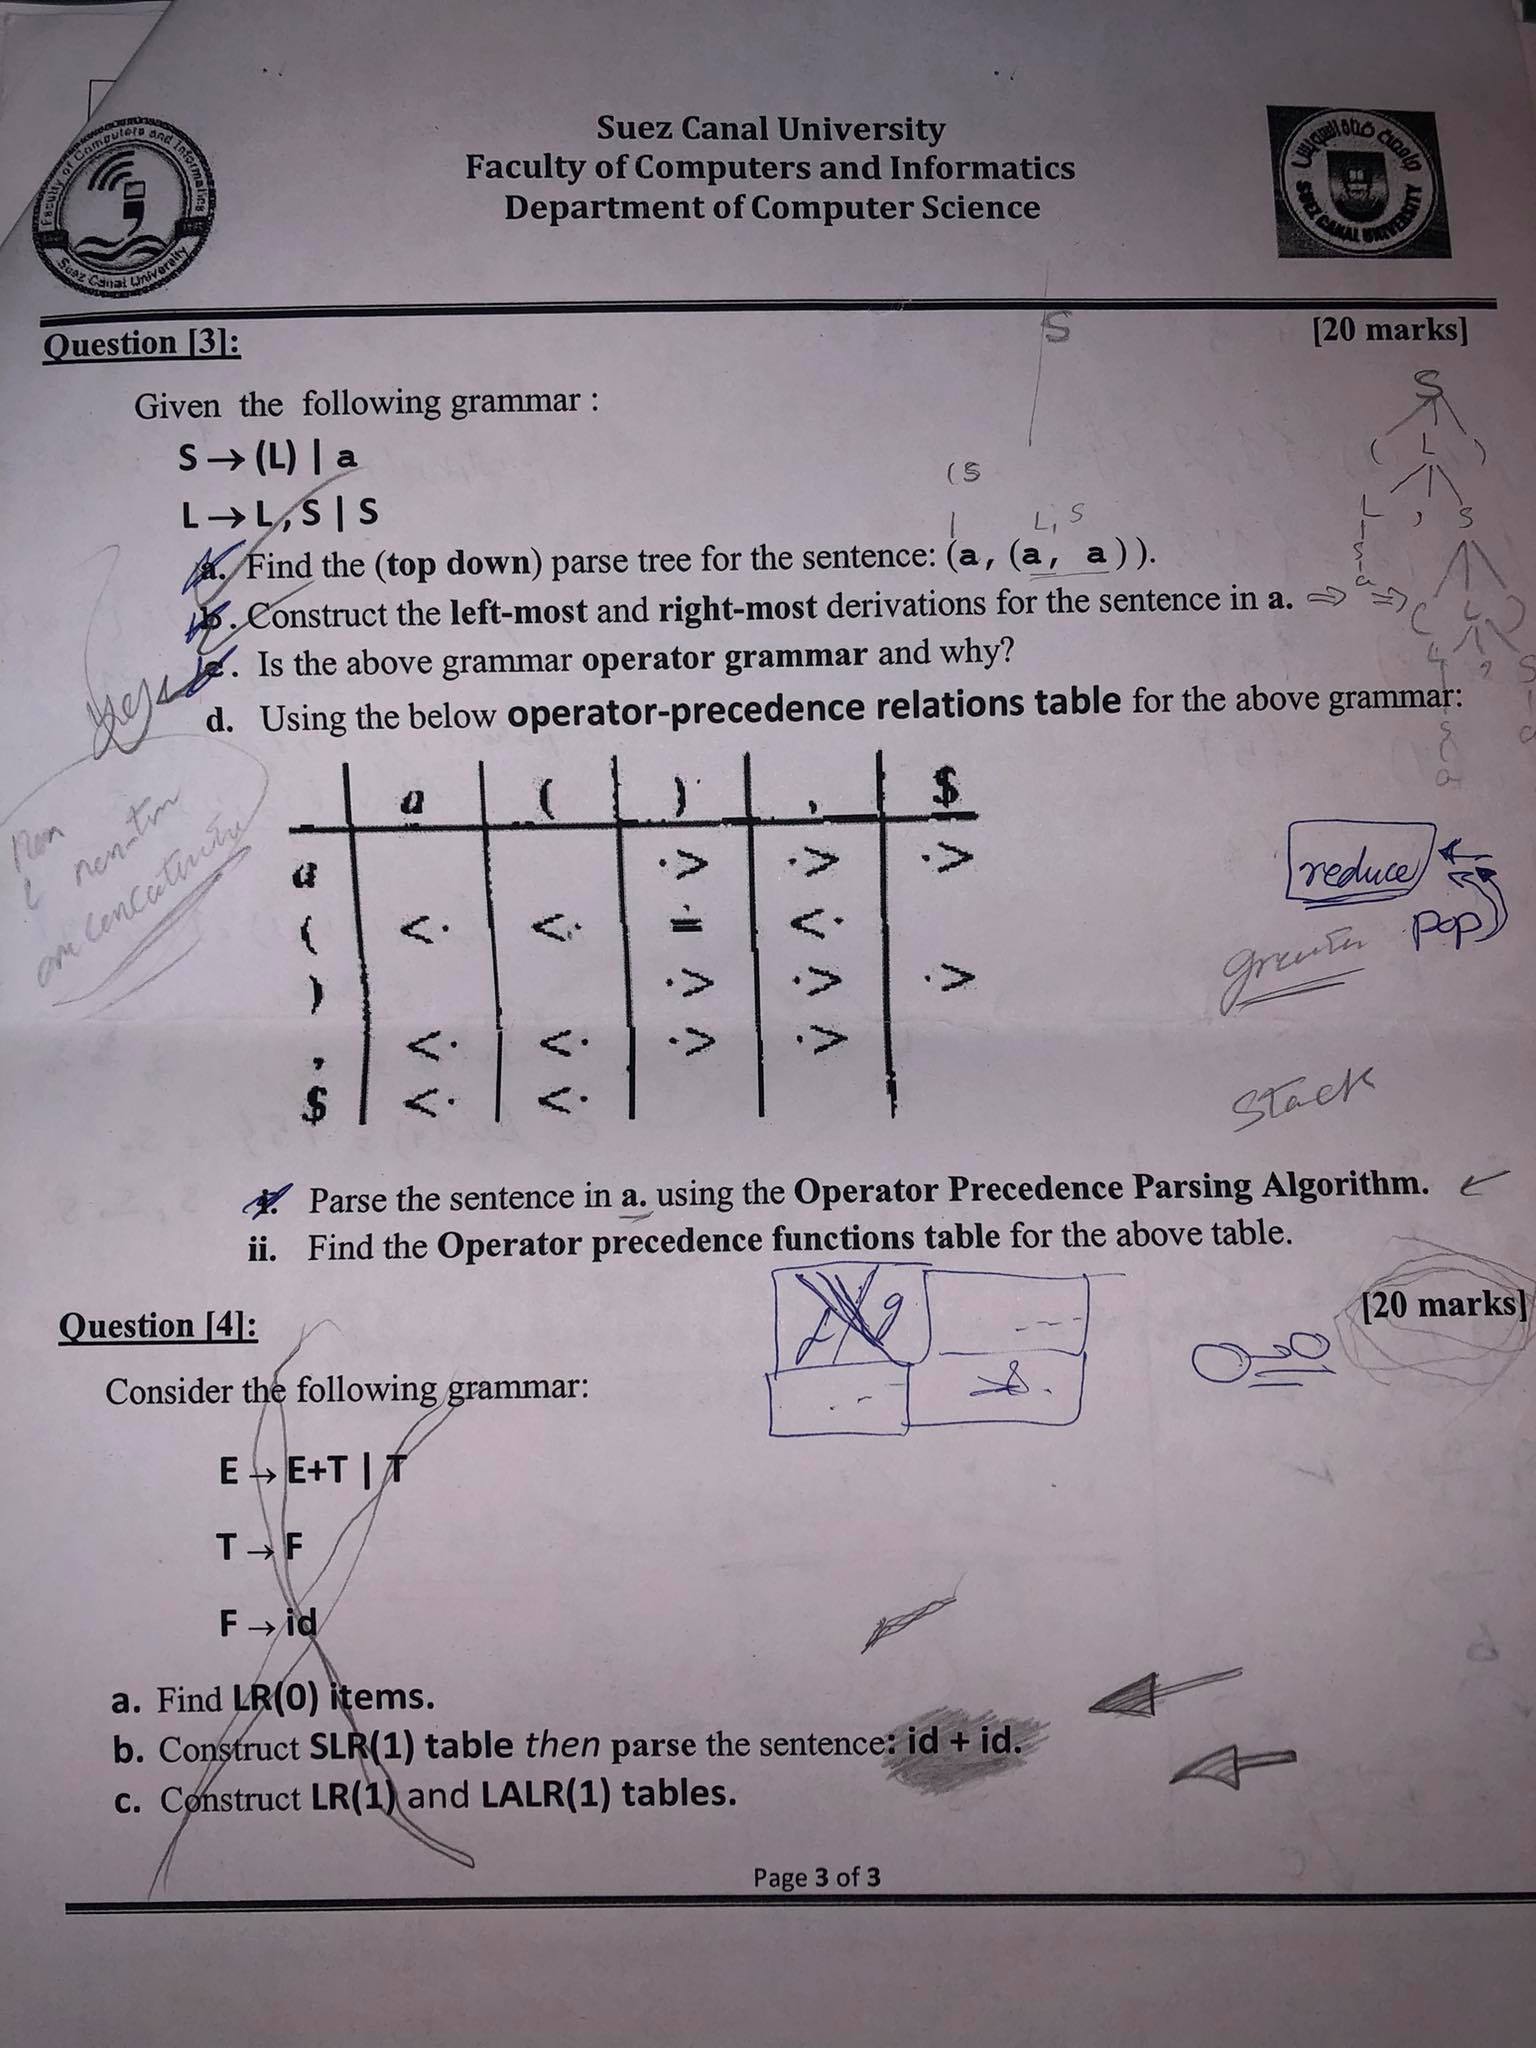 Suez Canal University
Faculty of Computers and Informatics
Department of Computer Science
Faculty of Computers and Informatics
Suez Canal University
SUEZ CANAL UNIVERSITY
Question [3]: [20 marks]
Given the following grammar :
S → (L) | a
L → L, S | S
S
(S
L, S
a. Find the (top down) parse tree for the sentence: (a, (a, a)).
b. Construct the left-most and right-most derivations for the sentence in a. ⇒ ⇒
c. Is the above grammar operator grammar and why?
yes
d. Using the below operator-precedence relations table for the above grammar:
S
( L )
L , S
S
a
( L )
L , S
S a
a
a ( ) , $
a ·> ·> ·>
( <· <· ≐ <·
) ·> ·> ·>
, <· <· ·> ·>
$ <· <·
reduce
pop
greater
Stack
i. Parse the sentence in a. using the Operator Precedence Parsing Algorithm.
ii. Find the Operator precedence functions table for the above table.
Question [4]: [20 marks]
Consider the following grammar:
E → E+T | T
T → F
F → id
a. Find LR(0) items.
b. Construct SLR(1) table then parse the sentence: id + id.
c. Construct LR(1) and LALR(1) tables.
Page 3 of 3